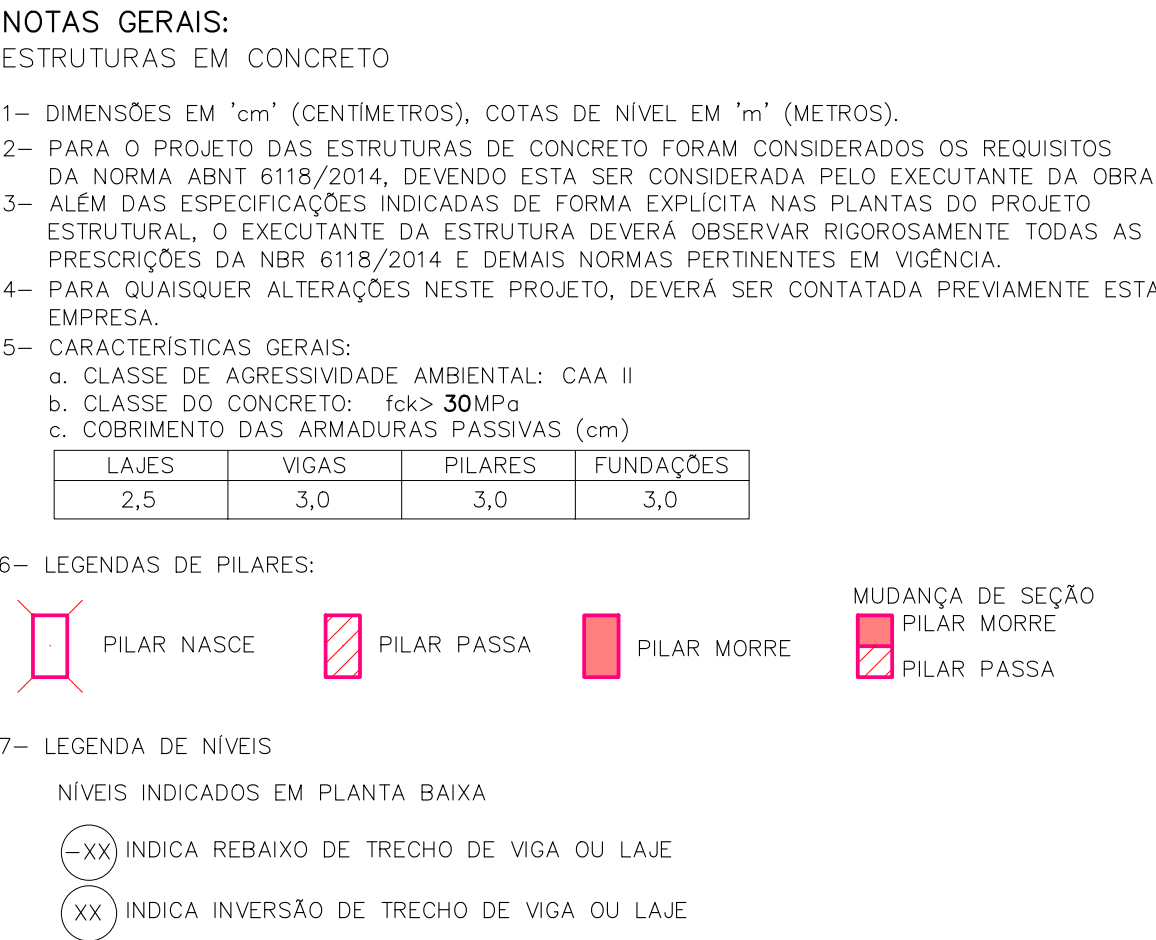 NOTAS GERAIS:
ESTRUTURAS EM CONCRETO
1– DIMENSÕES EM 'cm' (CENTÍMETROS), COTAS DE NÍVEL EM 'm' (METROS).
2– PARA O PROJETO DAS ESTRUTURAS DE CONCRETO FORAM CONSIDERADOS OS REQUISITOS
DA NORMA ABNT 6118/2014, DEVENDO ESTA SER CONSIDERADA PELO EXECUTANTE DA OBRA
3– ALÉM DAS ESPECIFICAÇÕES INDICADAS DE FORMA EXPLÍCITA NAS PLANTAS DO PROJETO
ESTRUTURAL, O EXECUTANTE DA ESTRUTURA DEVERÁ OBSERVAR RIGOROSAMENTE TODAS AS
PRESCRIÇÕES DA NBR 6118/2014 E DEMAIS NORMAS PERTINENTES EM VIGÊNCIA.
4– PARA QUAISQUER ALTERAÇÕES NESTE PROJETO, DEVERÁ SER CONTATADA PREVIAMENTE ESTA
EMPRESA.
5– CARACTERÍSTICAS GERAIS:
a. CLASSE DE AGRESSIVIDADE AMBIENTAL: CAA II
b. CLASSE DO CONCRETO: fck> 30MPa
c. COBRIMENTO DAS ARMADURAS PASSIVAS (cm)
LAJES VIGAS PILARES FUNDAÇÕES
2,5 3,0 3,0 3,0
6– LEGENDAS DE PILARES:
PILAR NASCE
PILAR PASSA
PILAR MORRE
MUDANÇA DE SEÇÃO
PILAR MORRE
PILAR PASSA
7– LEGENDA DE NÍVEIS
NÍVEIS INDICADOS EM PLANTA BAIXA
–XX INDICA REBAIXO DE TRECHO DE VIGA OU LAJE
XX INDICA INVERSÃO DE TRECHO DE VIGA OU LAJE